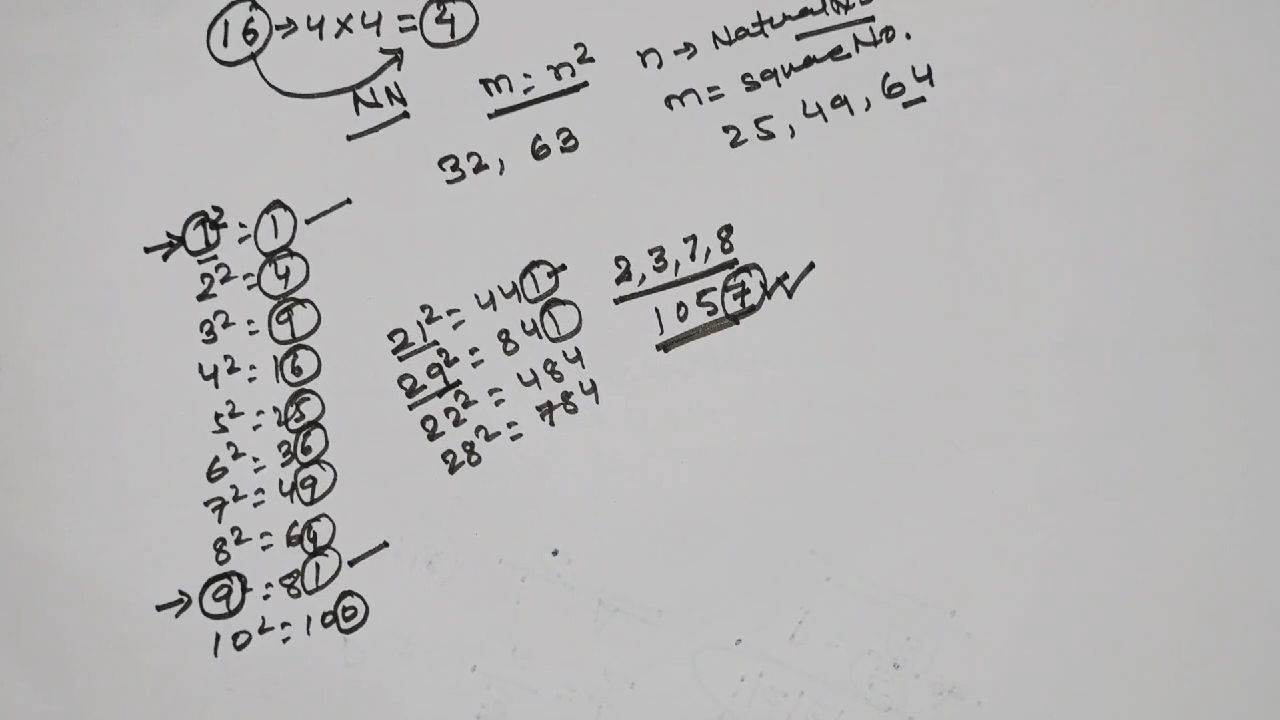 16 → 4 × 4 = 4
NN
m = n²
n → Natural No.
m = square No.
32, 63
25, 49, 64
1² = 1
2² = 4
3² = 9
4² = 16
5² = 25
6² = 36
7² = 49
8² = 64
9² = 81
10² = 100
21² = 441
29² = 841
22² = 484
28² = 784
2, 3, 7, 8
1057